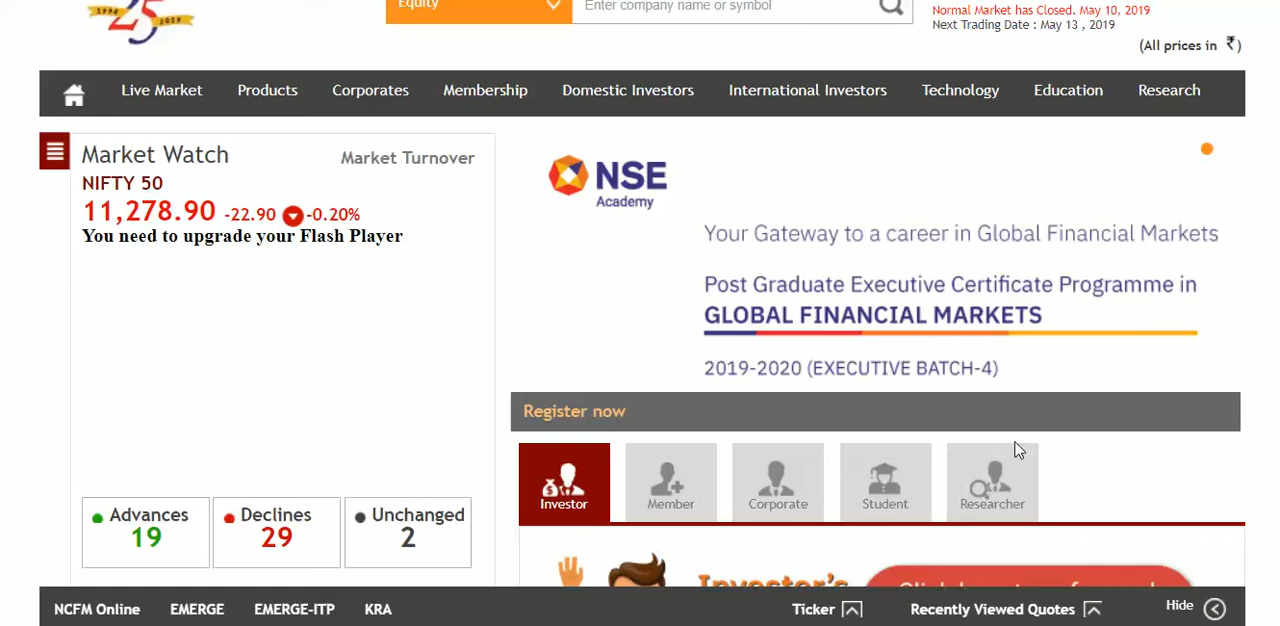 1994 25 2019
Equity
Enter company name or symbol
Normal Market has Closed. May 10, 2019
Next Trading Date : May 13 , 2019
(All prices in ₹)
Live Market Products Corporates Membership Domestic Investors International Investors Technology Education Research
Market Watch
Market Turnover
NIFTY 50
11,278.90 -22.90 -0.20%
You need to upgrade your Flash Player
Advances
19
Declines
29
Unchanged
2
NSE
Academy
Your Gateway to a career in Global Financial Markets
Post Graduate Executive Certificate Programme in
GLOBAL FINANCIAL MARKETS
2019-2020 (EXECUTIVE BATCH-4)
Register now
Investor Member Corporate Student Researcher
Investor's
NCFM Online EMERGE EMERGE-ITP KRA Ticker Recently Viewed Quotes Hide